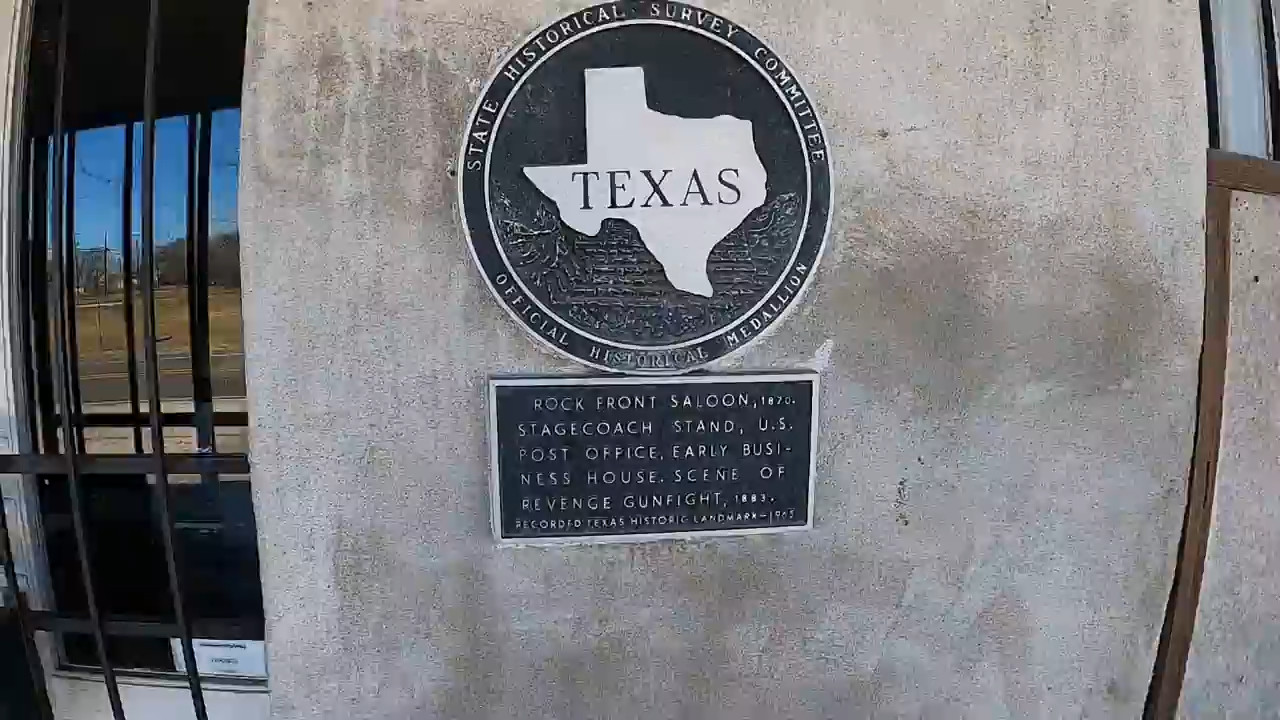 STATE HISTORICAL SURVEY COMMITTEE
TEXAS
OFFICIAL HISTORICAL MEDALLION
ROCK FRONT SALOON, 1870.
STAGECOACH STAND, U.S.
POST OFFICE, EARLY BUSI-
NESS HOUSE. SCENE OF
REVENGE GUNFIGHT, 1883.
RECORDED TEXAS HISTORIC LANDMARK—